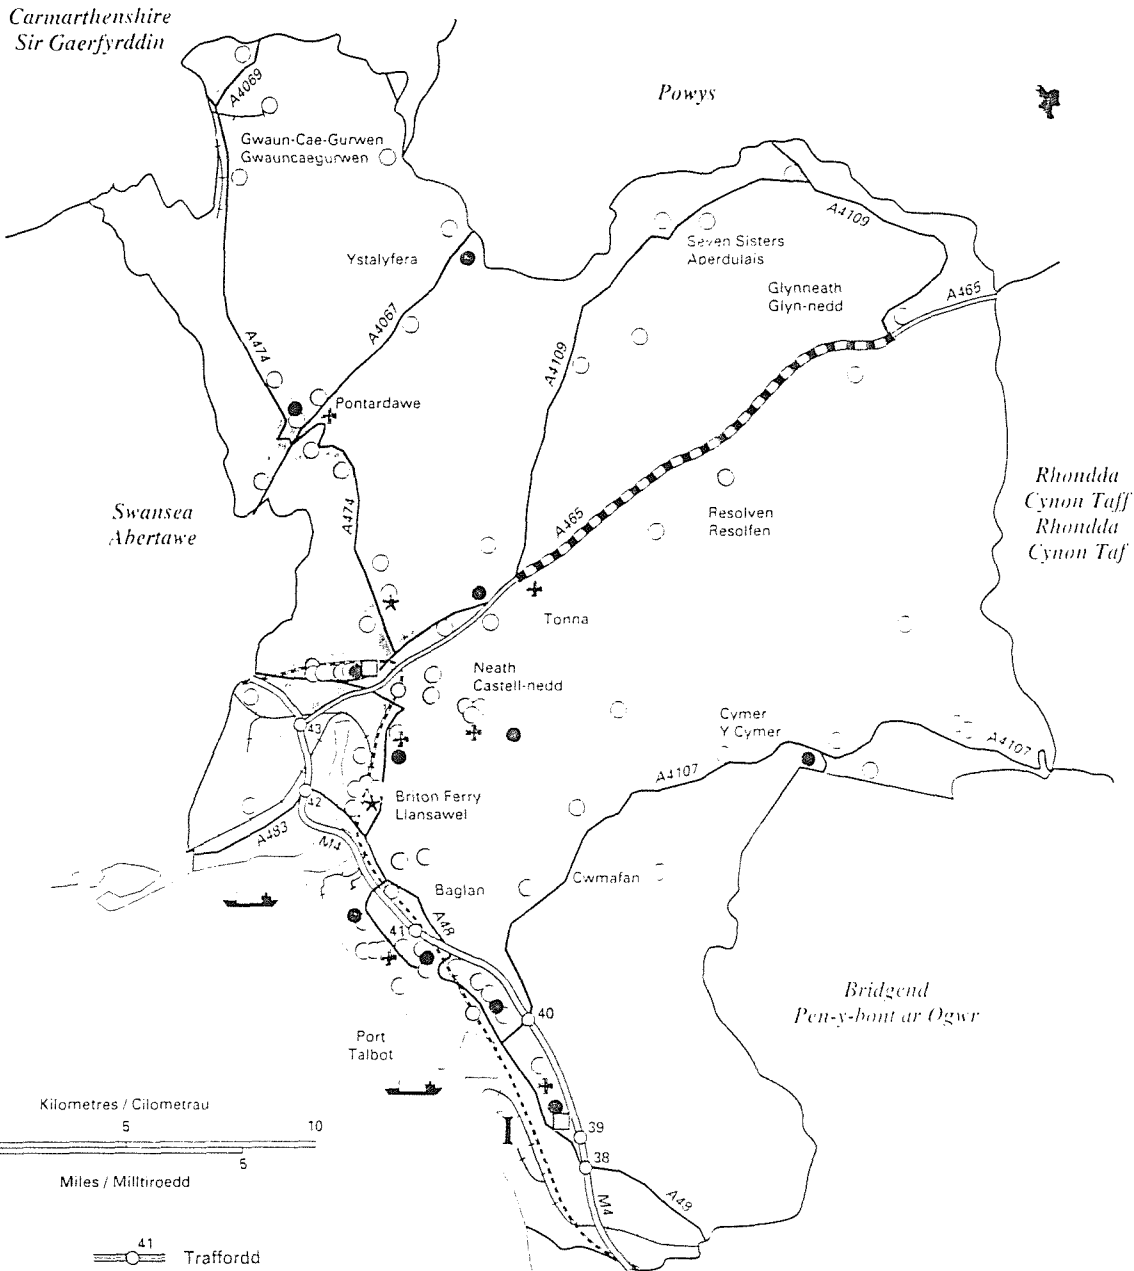 Carmarthenshire
Sir Gaerfyrddin
Powys
A4069
Gwaun-Cae-Gurwen
Gwauncaegurwen
A4109
Seven Sisters
Aberdulais
Ystalyfera
Glynneath
Glyn-nedd
A465
A4067
A474
A4109
Pontardawe
Rhondda
Cynon Taff
Rhondda
Cynon Taf
Swansea
Abertawe
A474
A465
Resolven
Resolfen
Tonna
Neath
Castell-nedd
43
Cymer
Y Cymer
A4107
A4107
42
Briton Ferry
Llansawel
A483
M4
Cwmafan
Baglan
A48
41
Bridgend
Pen-y-bont ar Ogwr
40
Port
Talbot
Kilometres / Cilometrau
5
10
5
Miles / Milltiroedd
I
39
38
M4
A48
41
Traffordd